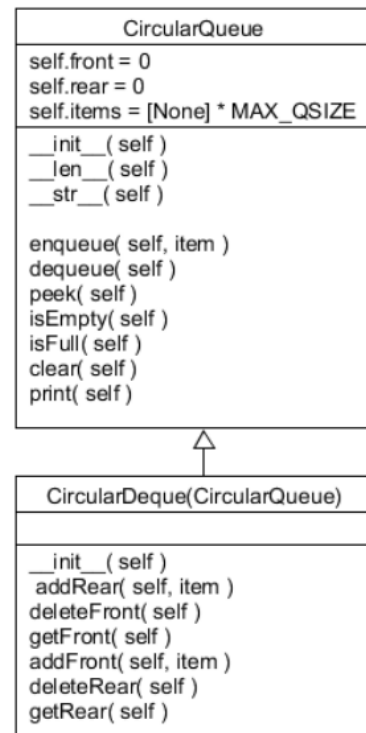 CircularQueue
self.front = 0
self.rear = 0
self.items = [None] * MAX_QSIZE
__init__( self )
__len__( self )
__str__( self )
enqueue( self, item )
dequeue( self )
peek( self )
isEmpty( self )
isFull( self )
clear( self )
print( self )
CircularDeque(CircularQueue)
__init__( self )
addRear( self, item )
deleteFront( self )
getFront( self )
addFront( self, item )
deleteRear( self )
getRear( self )